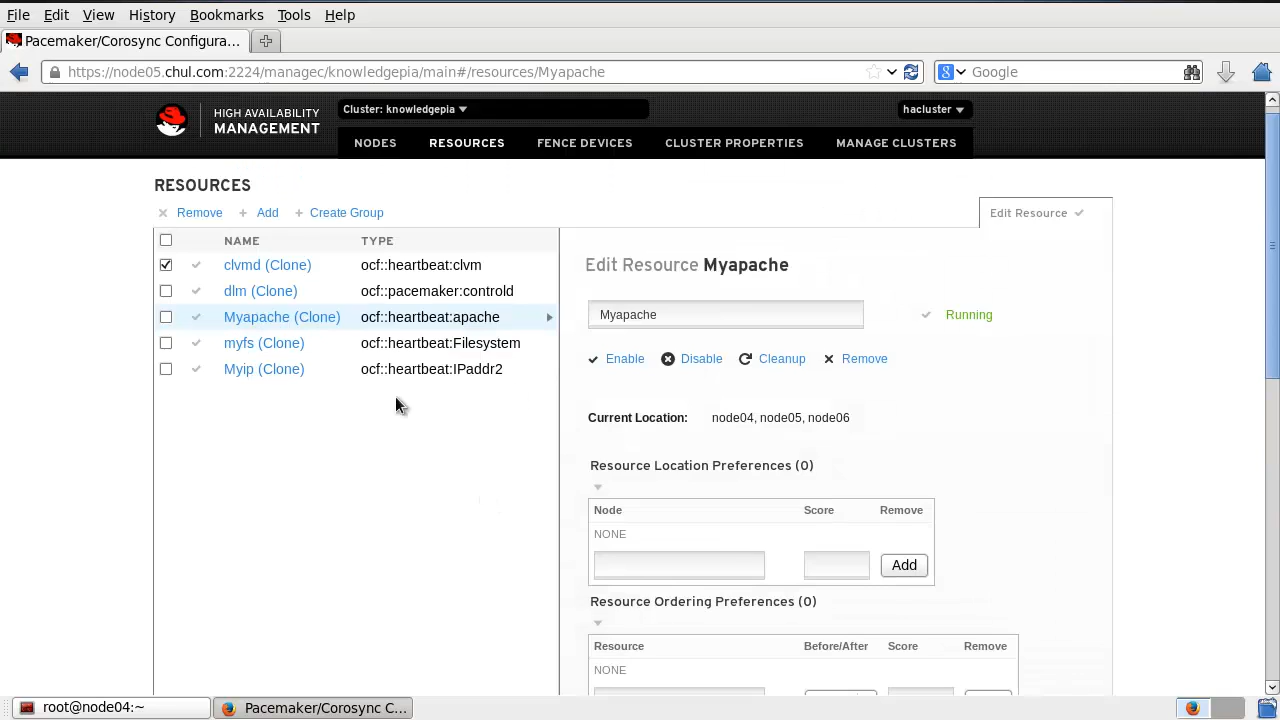 File Edit View History Bookmarks Tools Help
Pacemaker/Corosync Configura...
https://node05.chul.com:2224/managec/knowledgepia/main#/resources/Myapache
Google
HIGH AVAILABILITY
MANAGEMENT
Cluster: knowledgepia
hacluster
NODES RESOURCES FENCE DEVICES CLUSTER PROPERTIES MANAGE CLUSTERS
RESOURCES
Remove Add Create Group
Edit Resource
NAME TYPE
clvmd (Clone) ocf::heartbeat:clvm
dlm (Clone) ocf::pacemaker:controld
Myapache (Clone) ocf::heartbeat:apache
myfs (Clone) ocf::heartbeat:Filesystem
Myip (Clone) ocf::heartbeat:IPaddr2
Edit Resource Myapache
Myapache
Running
Enable Disable Cleanup Remove
Current Location: node04, node05, node06
Resource Location Preferences (0)
Node Score Remove
NONE
Add
Resource Ordering Preferences (0)
Resource Before/After Score Remove
NONE
root@node04:~
Pacemaker/Corosync C...